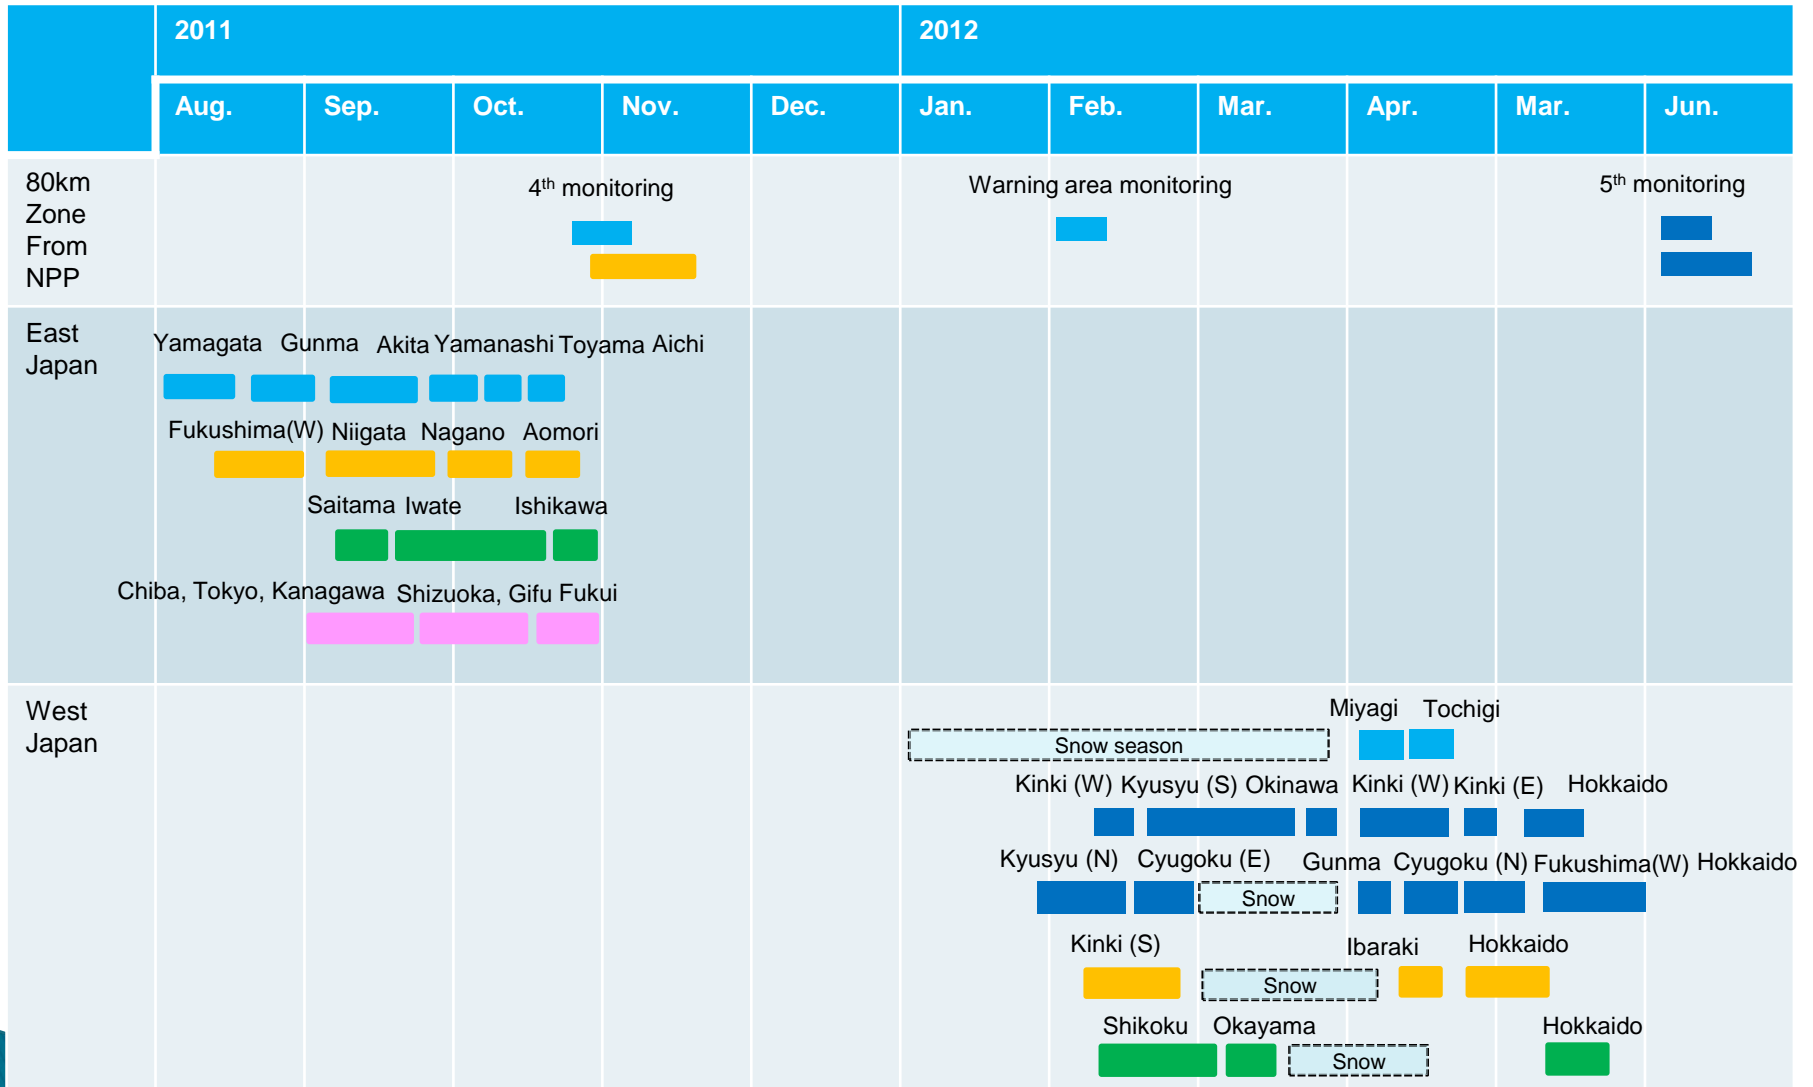 2011
2012
Aug.
Sep.
Oct.
Nov.
Dec.
Jan.
Feb.
Mar.
Apr.
Mar.
Jun.
80km
Zone
From
NPP
4th monitoring
Warning area monitoring
5th monitoring
East
Japan
Yamagata
Gunma
Akita
Yamanashi
Toyama
Aichi
Fukushima(W)
Niigata
Nagano
Aomori
Saitama
Iwate
Ishikawa
Chiba, Tokyo, Kanagawa
Shizuoka, Gifu
Fukui
West
Japan
Miyagi
Tochigi
Snow season
Kinki (W)
Kyusyu (S)
Okinawa
Kinki (W)
Kinki (E)
Hokkaido
Kyusyu (N)
Cyugoku (E)
Gunma
Cyugoku (N)
Fukushima(W)
Hokkaido
Snow
Kinki (S)
Ibaraki
Hokkaido
Snow
Shikoku
Okayama
Hokkaido
Snow